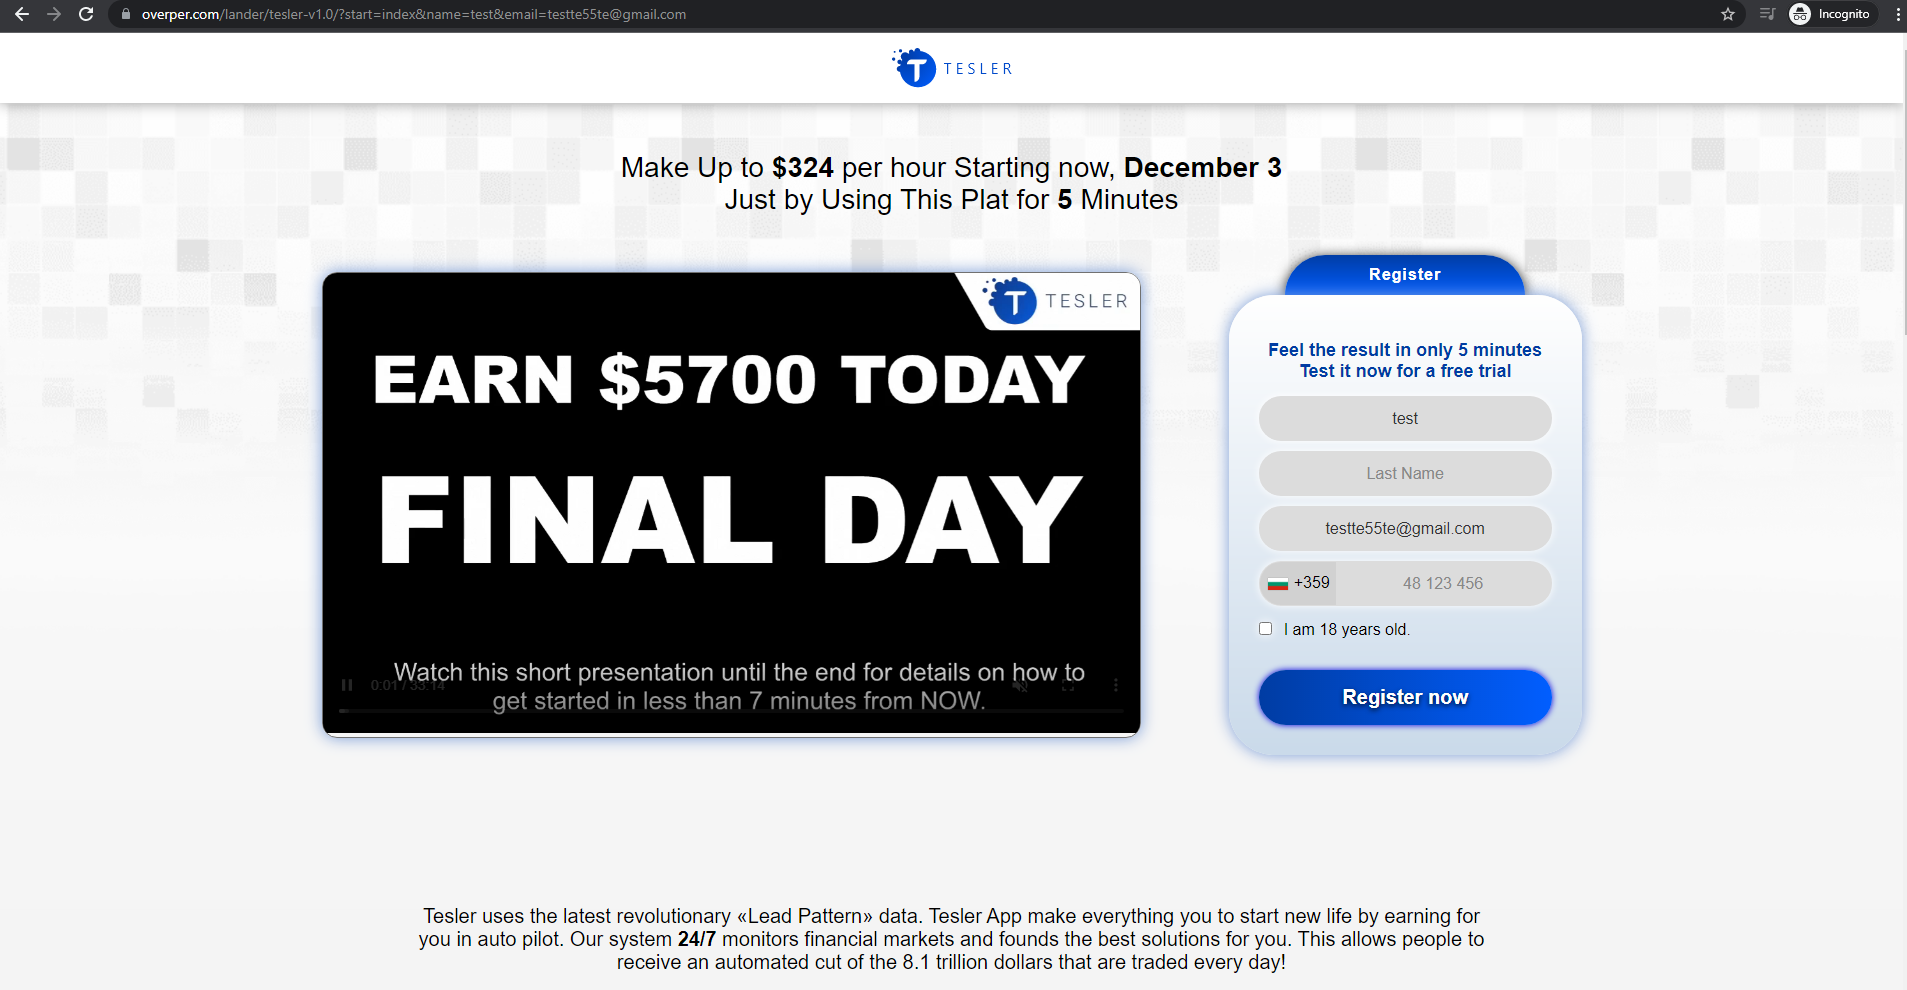 overper.com/lander/tesler-v1.0/?start=index&name=test&email=testte55te@gmail.com
Incognito
TESLER
Make Up to $324 per hour Starting now, December 3
Just by Using This Plat for 5 Minutes
TESLER
EARN $5700 TODAY
FINAL DAY
Watch this short presentation until the end for details on how to
get started in less than 7 minutes from NOW.
0:01 / 33:14
Register
Feel the result in only 5 minutes
Test it now for a free trial
test
Last Name
testte55te@gmail.com
+359 48 123 456
I am 18 years old.
Register now
Tesler uses the latest revolutionary «Lead Pattern» data. Tesler App make everything you to start new life by earning for
you in auto pilot. Our system 24/7 monitors financial markets and founds the best solutions for you. This allows people to
receive an automated cut of the 8.1 trillion dollars that are traded every day!